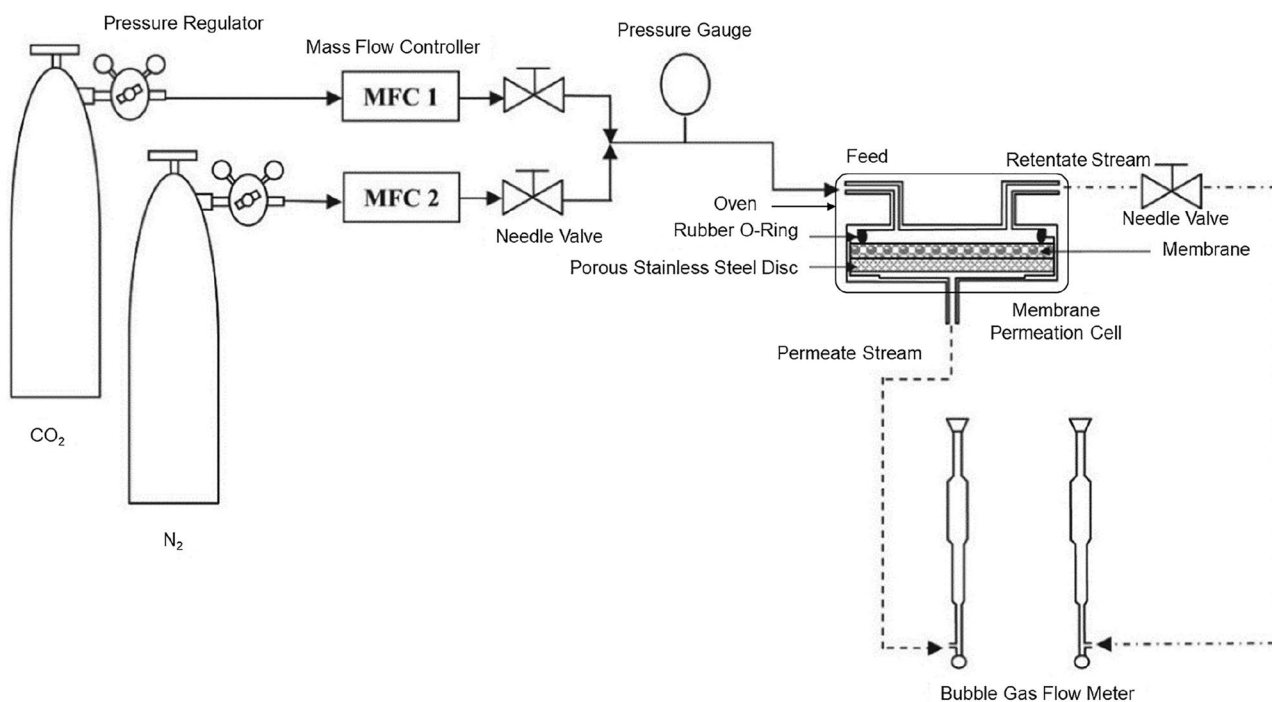 Pressure Regulator
Mass Flow Controller
Pressure Gauge
MFC 1
MFC 2
Needle Valve
Feed
Retentate Stream
Needle Valve
Oven
Rubber O-Ring
Membrane
Porous Stainless Steel Disc
Membrane
Permeation Cell
Permeate Stream
CO₂
N₂
Bubble Gas Flow Meter